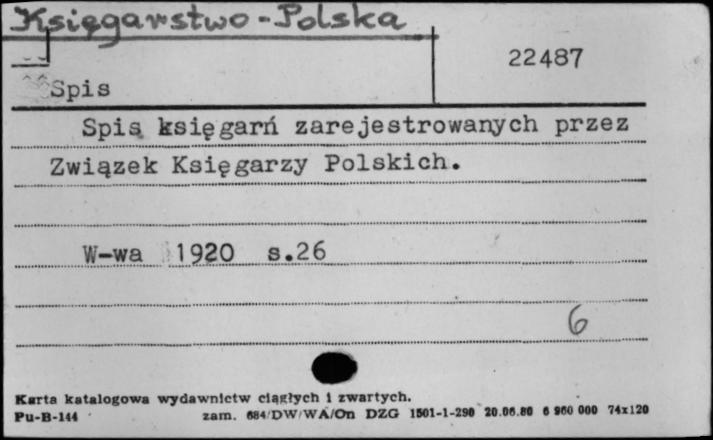 Księgarstwo - Polska
22487
Spis
Spis księgarń zarejestrowanych przez
Związek Księgarzy Polskich.
W-wa 1920 s.26
6
Karta katalogowa wydawnictw ciągłych i zwartych.
Pu-B-144 zam. 684/DW/WA/On DZG 1501-1-290 20.06.80 6 960 000 74x120